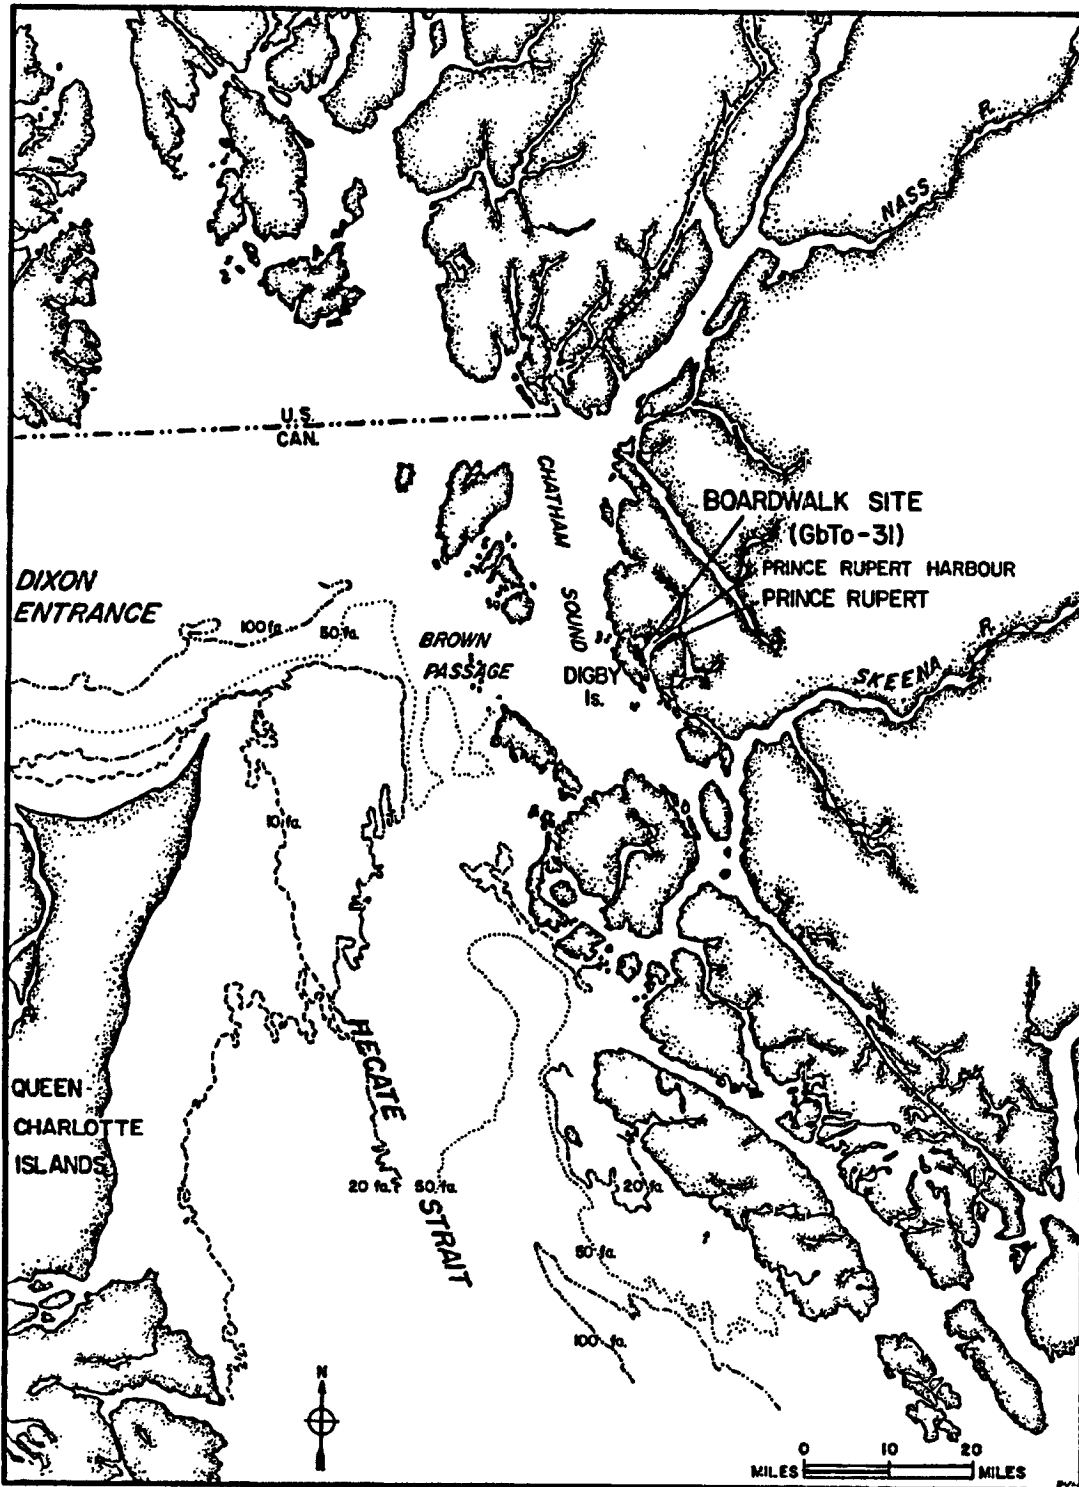 R.
NASS
U.S.
CAN.
CHATHAM
SOUND
BOARDWALK SITE
(GbTo-31)
PRINCE RUPERT HARBOUR
PRINCE RUPERT
DIXON
ENTRANCE
100 fa.
50 fa.
BROWN
PASSAGE
DIGBY
Is.
SKEENA
R.
10 fa.
HECATE
STRAIT
QUEEN
CHARLOTTE
ISLANDS
20 fa.
50 fa.
20 fa.
50 fa.
100 fa.
N
0 10 20
MILES MILES